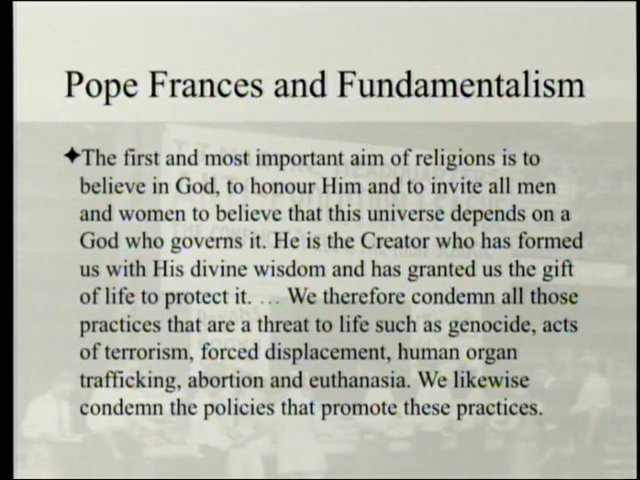 Pope Frances and Fundamentalism
✦The first and most important aim of religions is to
believe in God, to honour Him and to invite all men
and women to believe that this universe depends on a
God who governs it. He is the Creator who has formed
us with His divine wisdom and has granted us the gift
of life to protect it. … We therefore condemn all those
practices that are a threat to life such as genocide, acts
of terrorism, forced displacement, human organ
trafficking, abortion and euthanasia. We likewise
condemn the policies that promote these practices.